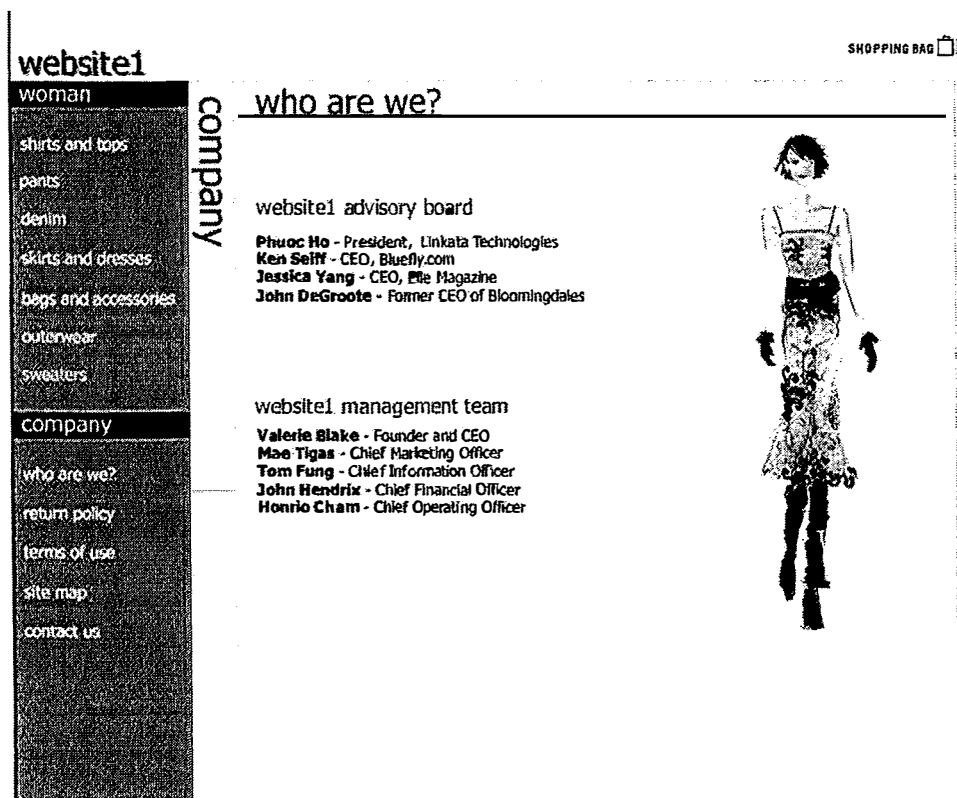 SHOPPING BAG
website1
woman
shirts and tops
pants
denim
skirts and dresses
bags and accessories
outerwear
sweaters
company
who are we?
return policy
terms of use
site map
contact us
company
who are we?
website1 advisory board
Phuoc Ho - President, Linkata Technologies
Ken Seiff - CEO, Bluefly.com
Jessica Yang - CEO, Magazine
John DeGroote - Former CEO of Bloomingdales
website1 management team
Valerie Blake - Founder and CEO
Mae Tigas - Chief Marketing Officer
Tom Fung - Chief Information Officer
John Hendrix - Chief Financial Officer
Honrio Cham - Chief Operating Officer